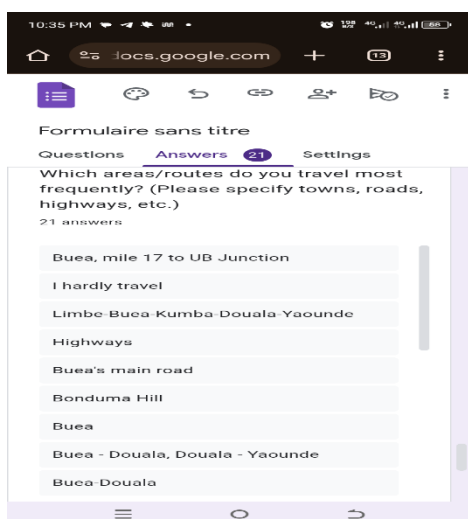 10:35 PM
docs.google.com
13
Formulaire sans titre
Questions Answers 21 Settings
Which areas/routes do you travel most
frequently? (Please specify towns, roads,
highways, etc.)
21 answers
Buea, mile 17 to UB Junction
I hardly travel
Limbe-Buea-Kumba-Douala-Yaounde
Highways
Buea's main road
Bonduma Hill
Buea
Buea - Douala, Douala - Yaounde
Buea-Douala